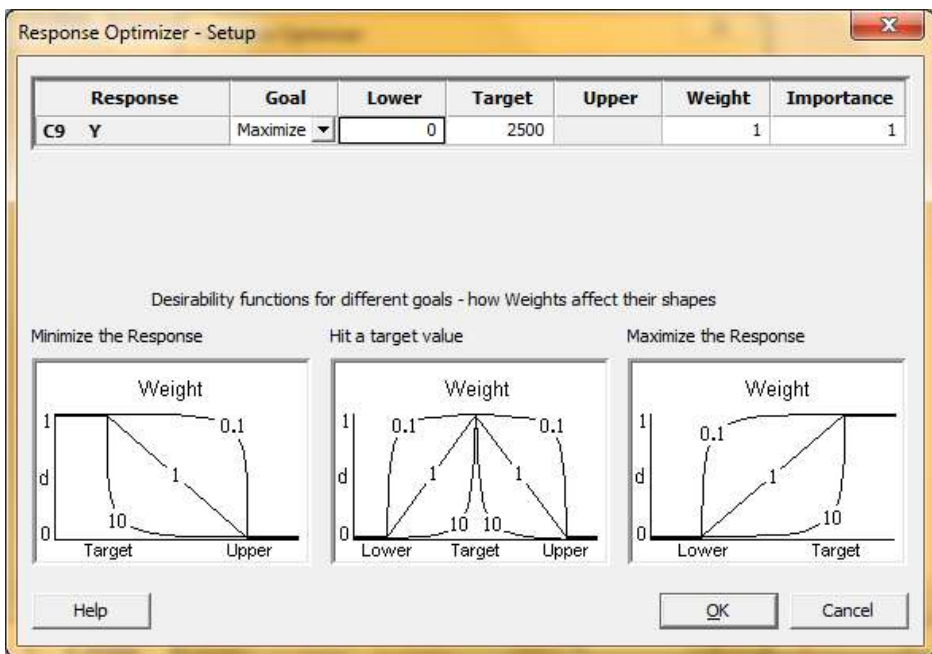 Response Optimizer - Setup
Response Goal Lower Target Upper Weight Importance
C9 Y Maximize 0 2500 1 1
Desirability functions for different goals - how Weights affect their shapes
Minimize the Response Hit a target value Maximize the Response
Weight Weight Weight
1 0.1 1 0.1 0.1 1 0.1
d 1 d 1 1 d 1
0 10 0 10 10 0 10
Target Upper Lower Target Upper Lower Target
Help OK Cancel